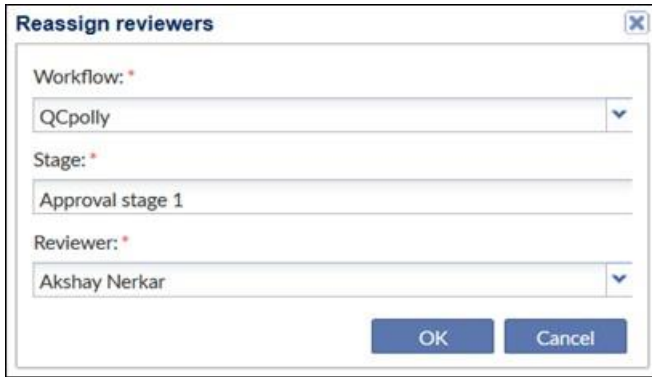 Reassign reviewers
Workflow: *
QCpolly
Stage: *
Approval stage 1
Reviewer: *
Akshay Nerkar
OK Cancel